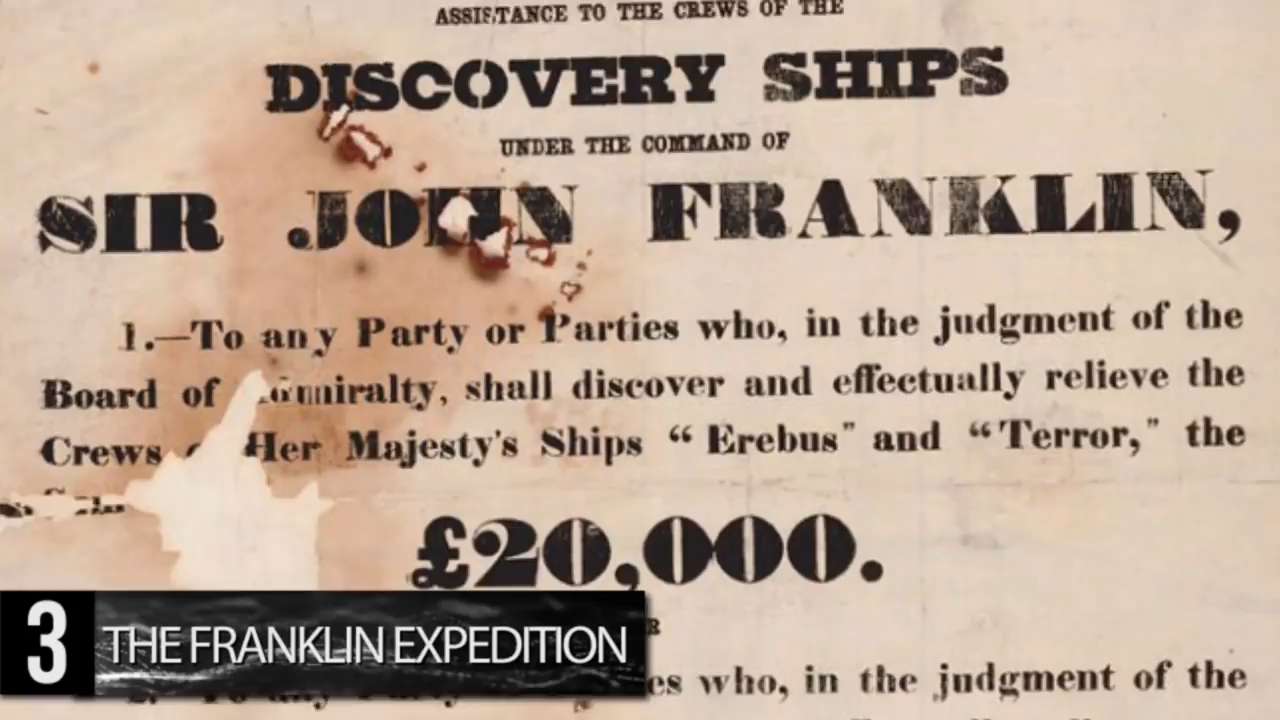 ASSISTANCE TO THE CREWS OF THE
DISCOVERY SHIPS
UNDER THE COMMAND OF
SIR JOHN FRANKLIN,
1.—To any Party or Parties who, in the judgment of the
Board of Admiralty, shall discover and effectually relieve the
Crews Her Majesty's Ships “Erebus” and “Terror,” the
£20,000.
3 THE FRANKLIN EXPEDITION
who, in the judgment of the